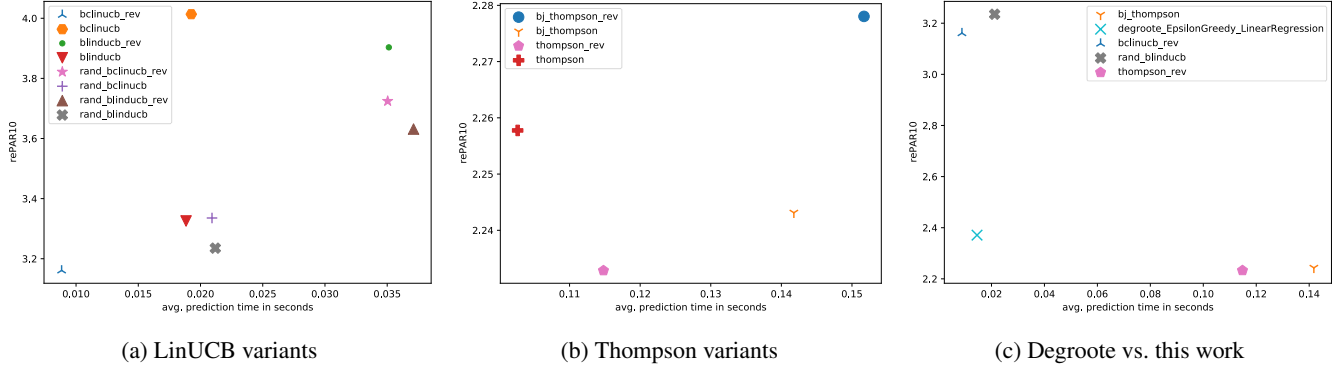 4.0
3.8
3.6
3.4
3.2
rePAR10
bclinucb_rev
bclinucb
blinducb_rev
blinducb
rand_bclinucb_rev
rand_bclinucb
rand_blinducb_rev
rand_blinducb
0.010 0.015 0.020 0.025 0.030 0.035
avg. prediction time in seconds
(a) LinUCB variants
2.28
2.27
2.26
2.25
2.24
rePAR10
bj_thompson_rev
bj_thompson
thompson_rev
thompson
0.11 0.12 0.13 0.14 0.15
avg. prediction time in seconds
(b) Thompson variants
3.2
3.0
2.8
2.6
2.4
2.2
rePAR10
bj_thompson
degroote_EpsilonGreedy_LinearRegression
bclinucb_rev
rand_blinducb
thompson_rev
0.02 0.04 0.06 0.08 0.10 0.12 0.14
avg. prediction time in seconds
(c) Degroote vs. this work